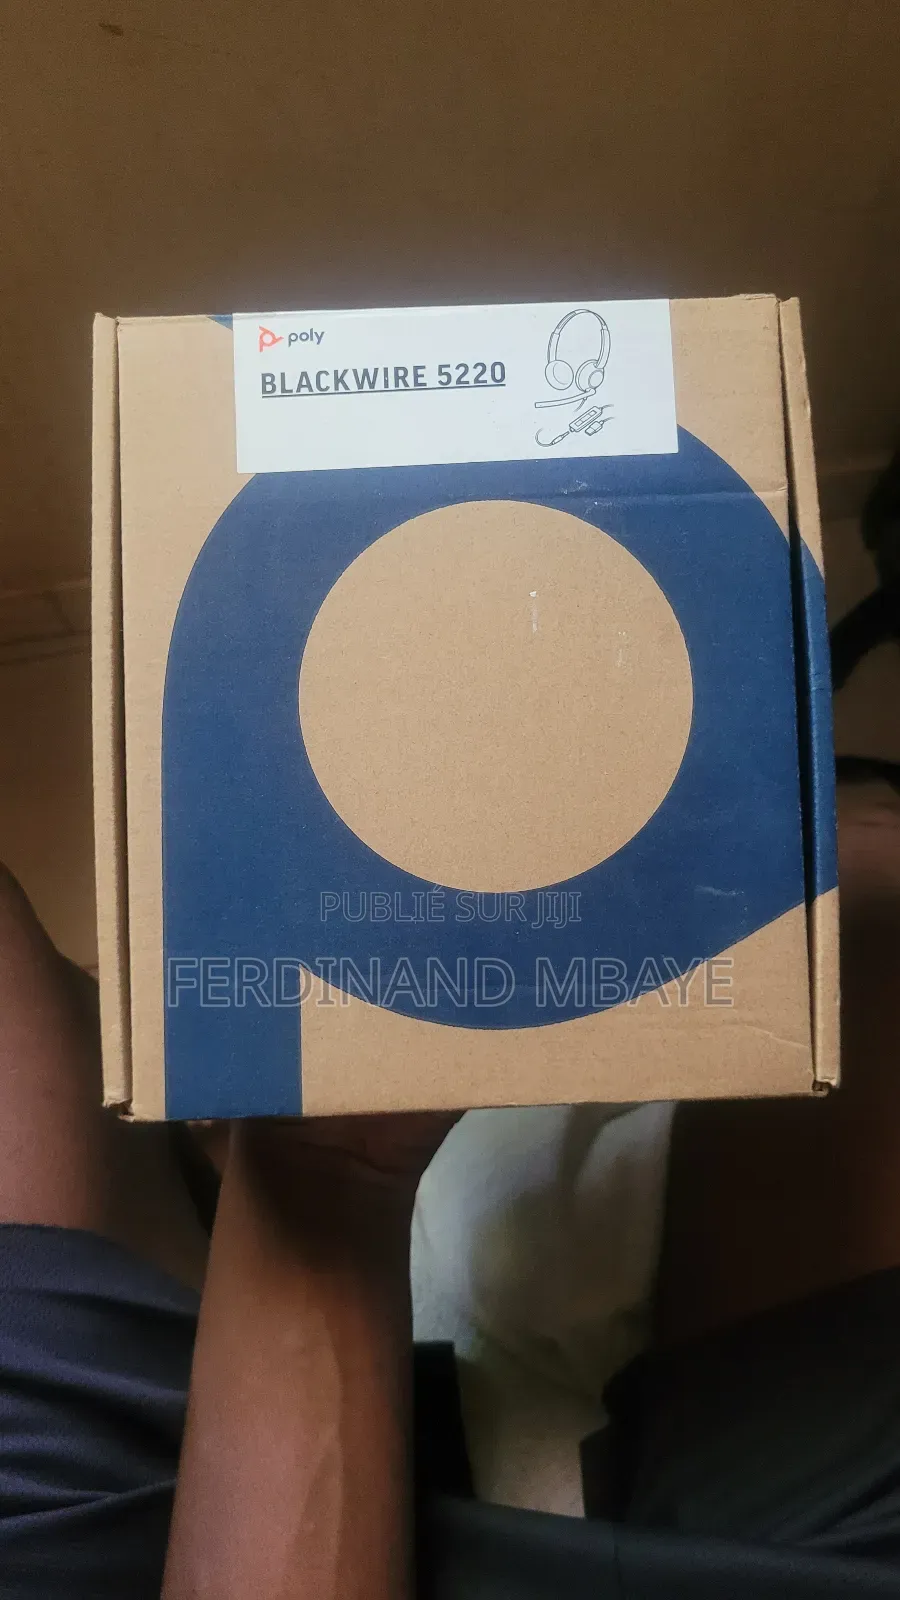 poly
BLACKWIRE 5220
PUBLIÉ SUR JIJI
FERDINAND MBAYE